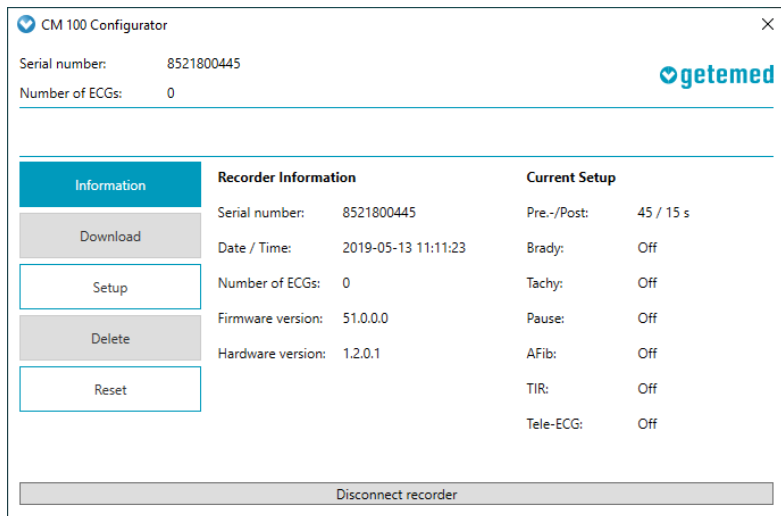 CM 100 Configurator
Serial number: 8521800445
getemed
Number of ECGs: 0
Information
Download
Setup
Delete
Reset
Recorder Information
Serial number: 8521800445
Date / Time: 2019-05-13 11:11:23
Number of ECGs: 0
Firmware version: 51.0.0.0
Hardware version: 1.2.0.1
Current Setup
Pre.-/Post: 45 / 15 s
Brady: Off
Tachy: Off
Pause: Off
AFib: Off
TIR: Off
Tele-ECG: Off
Disconnect recorder